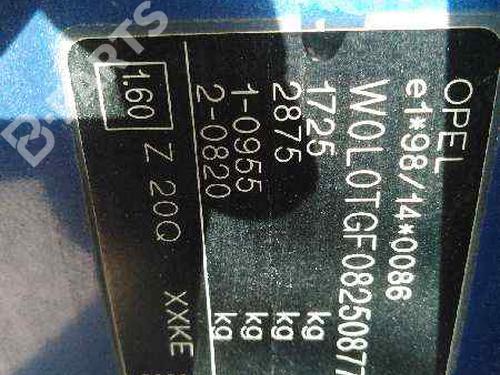 OPEL
e1*98/14*0086
W0L0TGF0825087
1725 kg
2875 kg
1-0955 kg
2-0820 kg
1.60 Z 20Q XXKE
PARTS